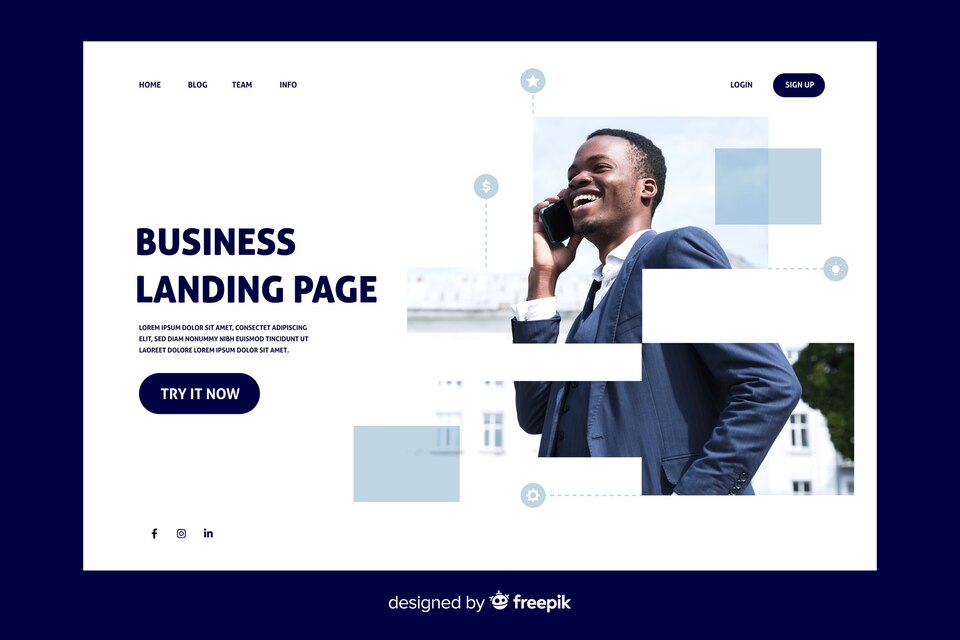 HOME BLOG TEAM INFO LOGIN SIGN UP
BUSINESS
LANDING PAGE
LOREM IPSUM DOLOR SIT AMET, CONSECTET ADIPISCING
ELIT, SED DIAM NONUMMY NIBH EUISMOD TINCIDUNT UT
LAOREET DOLORE LOREM IPSUM DOLOR SIT AMET.
TRY IT NOW
designed by freepik